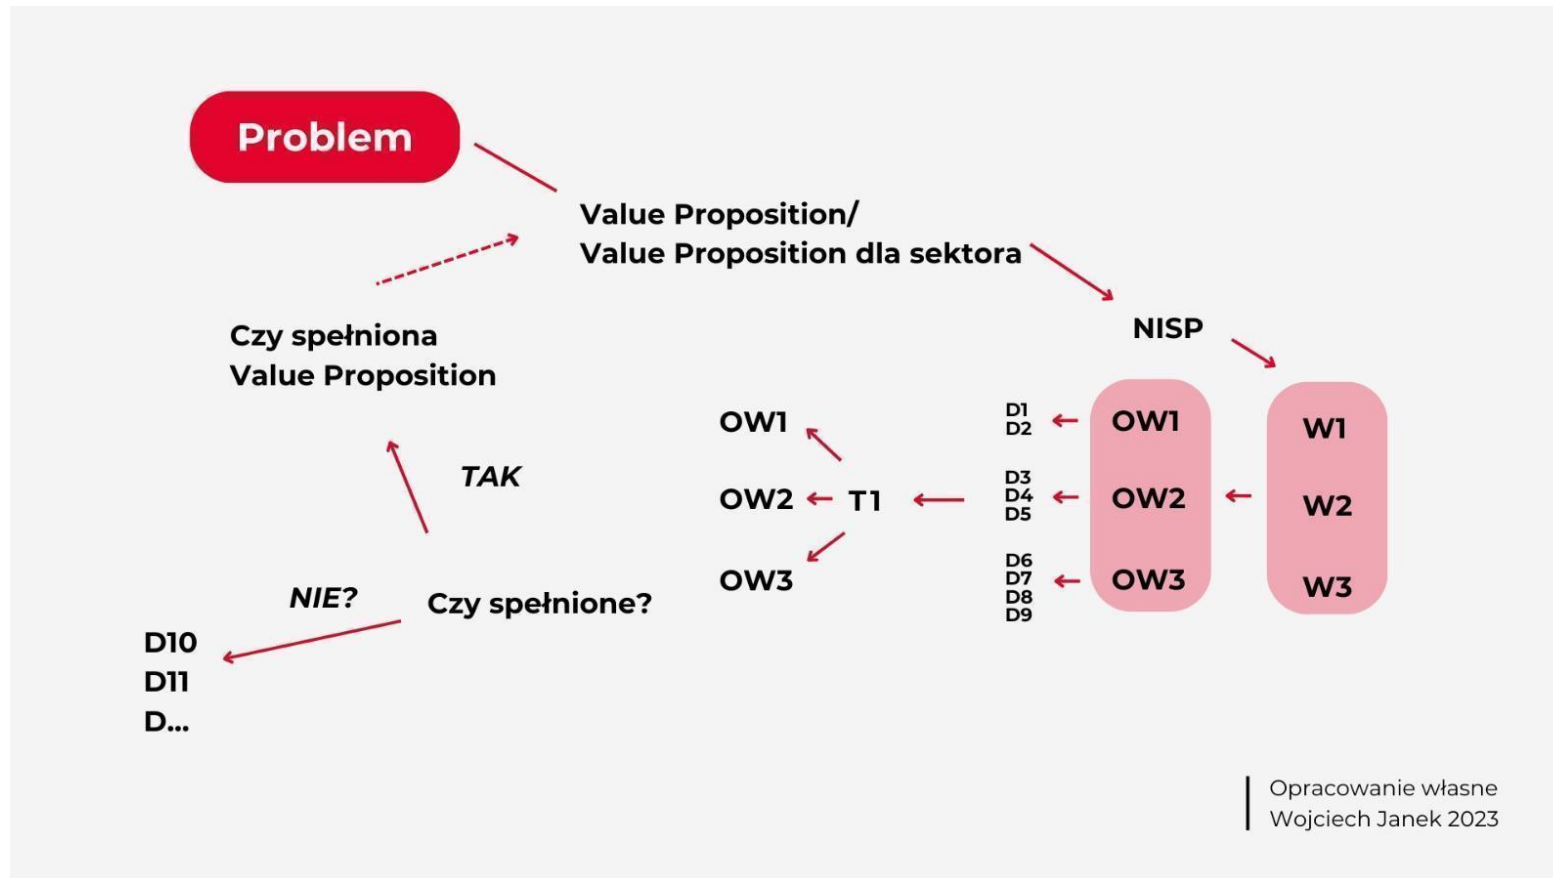 Problem
Value Proposition/
Value Proposition dla sektora
NISP
Czy spełniona
Value Proposition
W1
W2
W3
OW1
OW2
OW3
D1
D2
D3
D4
D5
D6
D7
D8
D9
T1
OW1
OW2
OW3
Czy spełnione?
TAK
NIE?
D10
D11
D...
Opracowanie własne
Wojciech Janek 2023